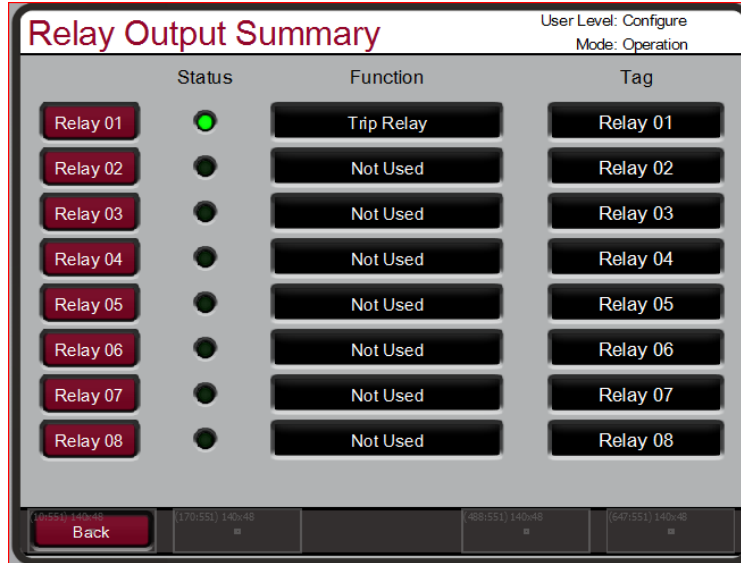 Relay Output Summary
User Level: Configure
Mode: Operation
Status Function Tag
Relay 01 Trip Relay Relay 01
Relay 02 Not Used Relay 02
Relay 03 Not Used Relay 03
Relay 04 Not Used Relay 04
Relay 05 Not Used Relay 05
Relay 06 Not Used Relay 06
Relay 07 Not Used Relay 07
Relay 08 Not Used Relay 08
(10:551) 140x48 (170:551) 140x48 (488:551) 140x48 (647:551) 140x48
Back